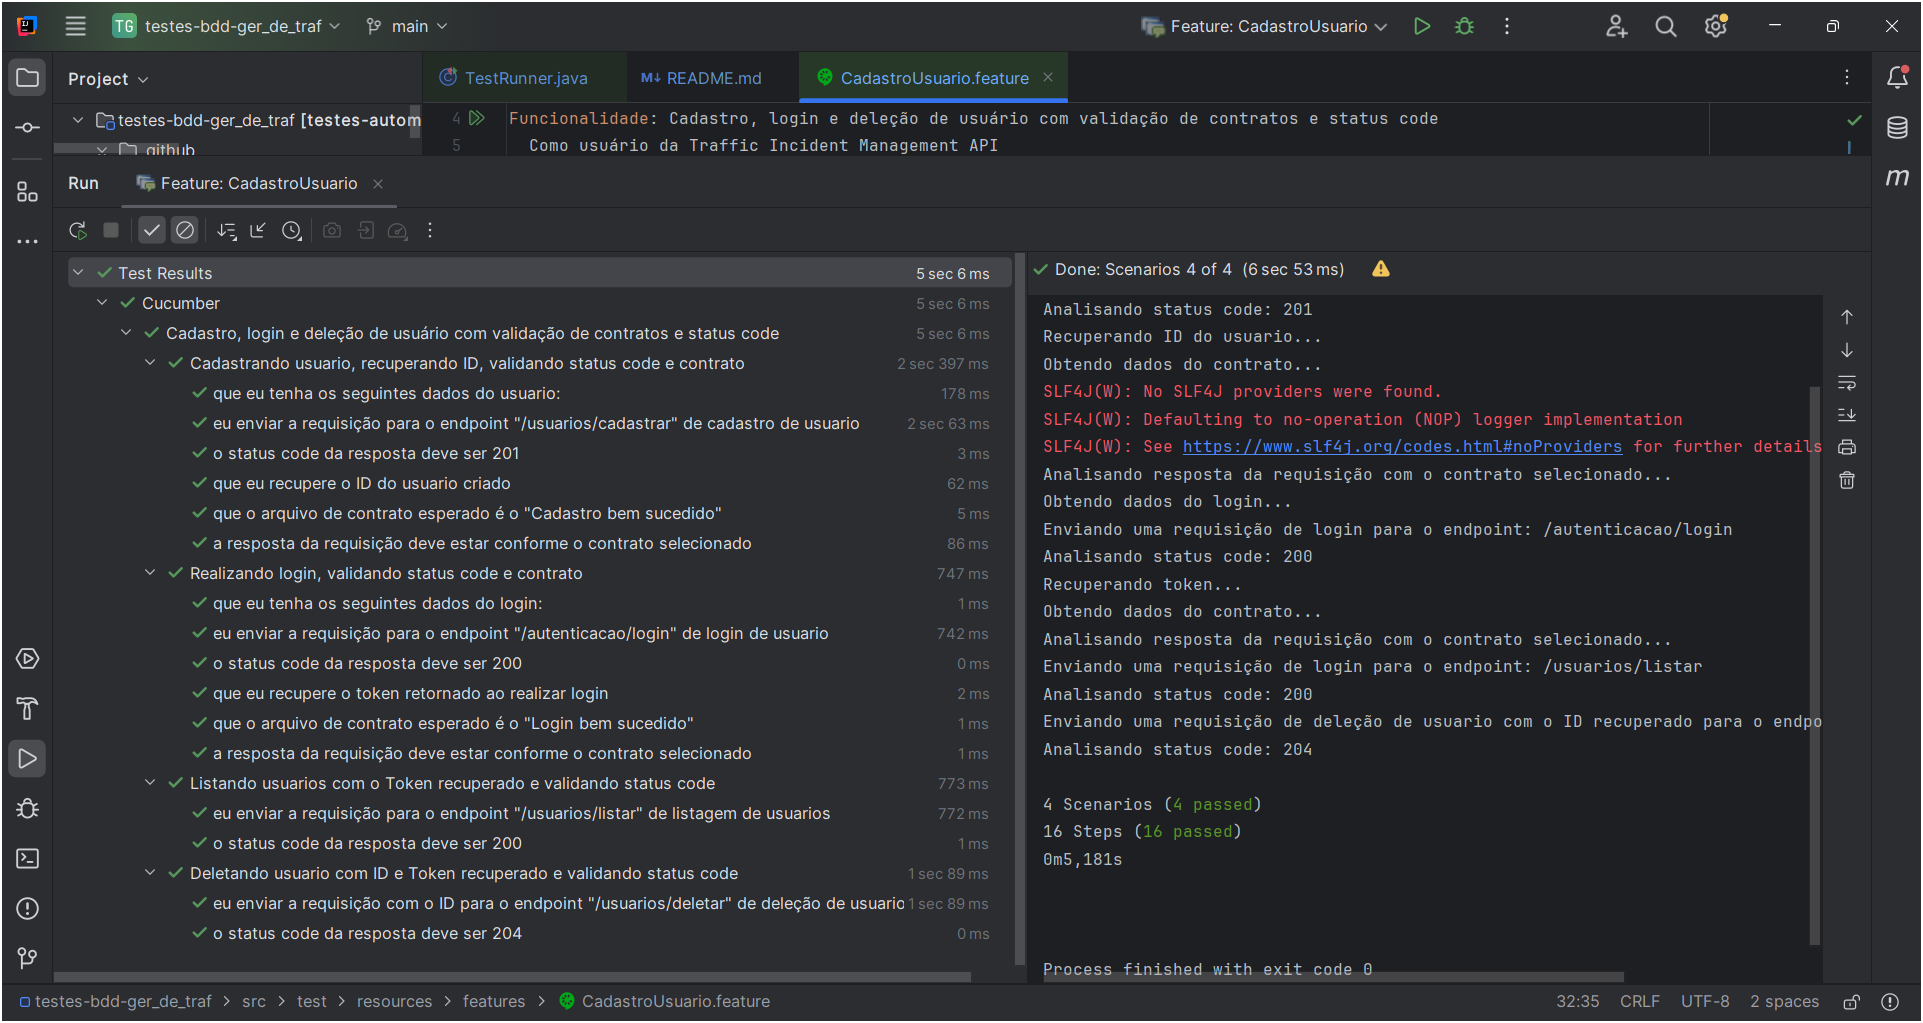 TG testes-bdd-ger_de_traf main Feature: CadastroUsuario
Project
TestRunner.java
M↓ README.md
CadastroUsuario.feature
testes-bdd-ger_de_traf [testes-autom
github
4 Funcionalidade: Cadastro, login e deleção de usuário com validação de contratos e status code
5 Como usuário da Traffic Incident Management API
Run Feature: CadastroUsuario
Test Results 5 sec 6 ms
Cucumber 5 sec 6 ms
Cadastro, login e deleção de usuário com validação de contratos e status code 5 sec 6 ms
Cadastrando usuario, recuperando ID, validando status code e contrato 2 sec 397 ms
que eu tenha os seguintes dados do usuario: 178 ms
eu enviar a requisição para o endpoint "/usuarios/cadastrar" de cadastro de usuario 2 sec 63 ms
o status code da resposta deve ser 201 3 ms
que eu recupere o ID do usuario criado 62 ms
que o arquivo de contrato esperado é o "Cadastro bem sucedido" 5 ms
a resposta da requisição deve estar conforme o contrato selecionado 86 ms
Realizando login, validando status code e contrato 747 ms
que eu tenha os seguintes dados do login: 1 ms
eu enviar a requisição para o endpoint "/autenticacao/login" de login de usuario 742 ms
o status code da resposta deve ser 200 0 ms
que eu recupere o token retornado ao realizar login 2 ms
que o arquivo de contrato esperado é o "Login bem sucedido" 1 ms
a resposta da requisição deve estar conforme o contrato selecionado 1 ms
Listando usuarios com o Token recuperado e validando status code 773 ms
eu enviar a requisição para o endpoint "/usuarios/listar" de listagem de usuarios 772 ms
o status code da resposta deve ser 200 1 ms
Deletando usuario com ID e Token recuperado e validando status code 1 sec 89 ms
eu enviar a requisição com o ID para o endpoint "/usuarios/deletar" de deleção de usuario 1 sec 89 ms
o status code da resposta deve ser 204 0 ms
Done: Scenarios 4 of 4 (6 sec 53 ms)
Analisando status code: 201
Recuperando ID do usuario...
Obtendo dados do contrato...
SLF4J(W): No SLF4J providers were found.
SLF4J(W): Defaulting to no-operation (NOP) logger implementation
SLF4J(W): See https://www.slf4j.org/codes.html#noProviders for further details
Analisando resposta da requisição com o contrato selecionado...
Obtendo dados do login...
Enviando uma requisição de login para o endpoint: /autenticacao/login
Analisando status code: 200
Recuperando token...
Obtendo dados do contrato...
Analisando resposta da requisição com o contrato selecionado...
Enviando uma requisição de login para o endpoint: /usuarios/listar
Analisando status code: 200
Enviando uma requisição de deleção de usuario com o ID recuperado para o endpo
Analisando status code: 204
4 Scenarios (4 passed)
16 Steps (16 passed)
0m5,181s
Process finished with exit code 0
m
testes-bdd-ger_de_traf > src > test > resources > features > CadastroUsuario.feature
32:35 CRLF UTF-8 2 spaces